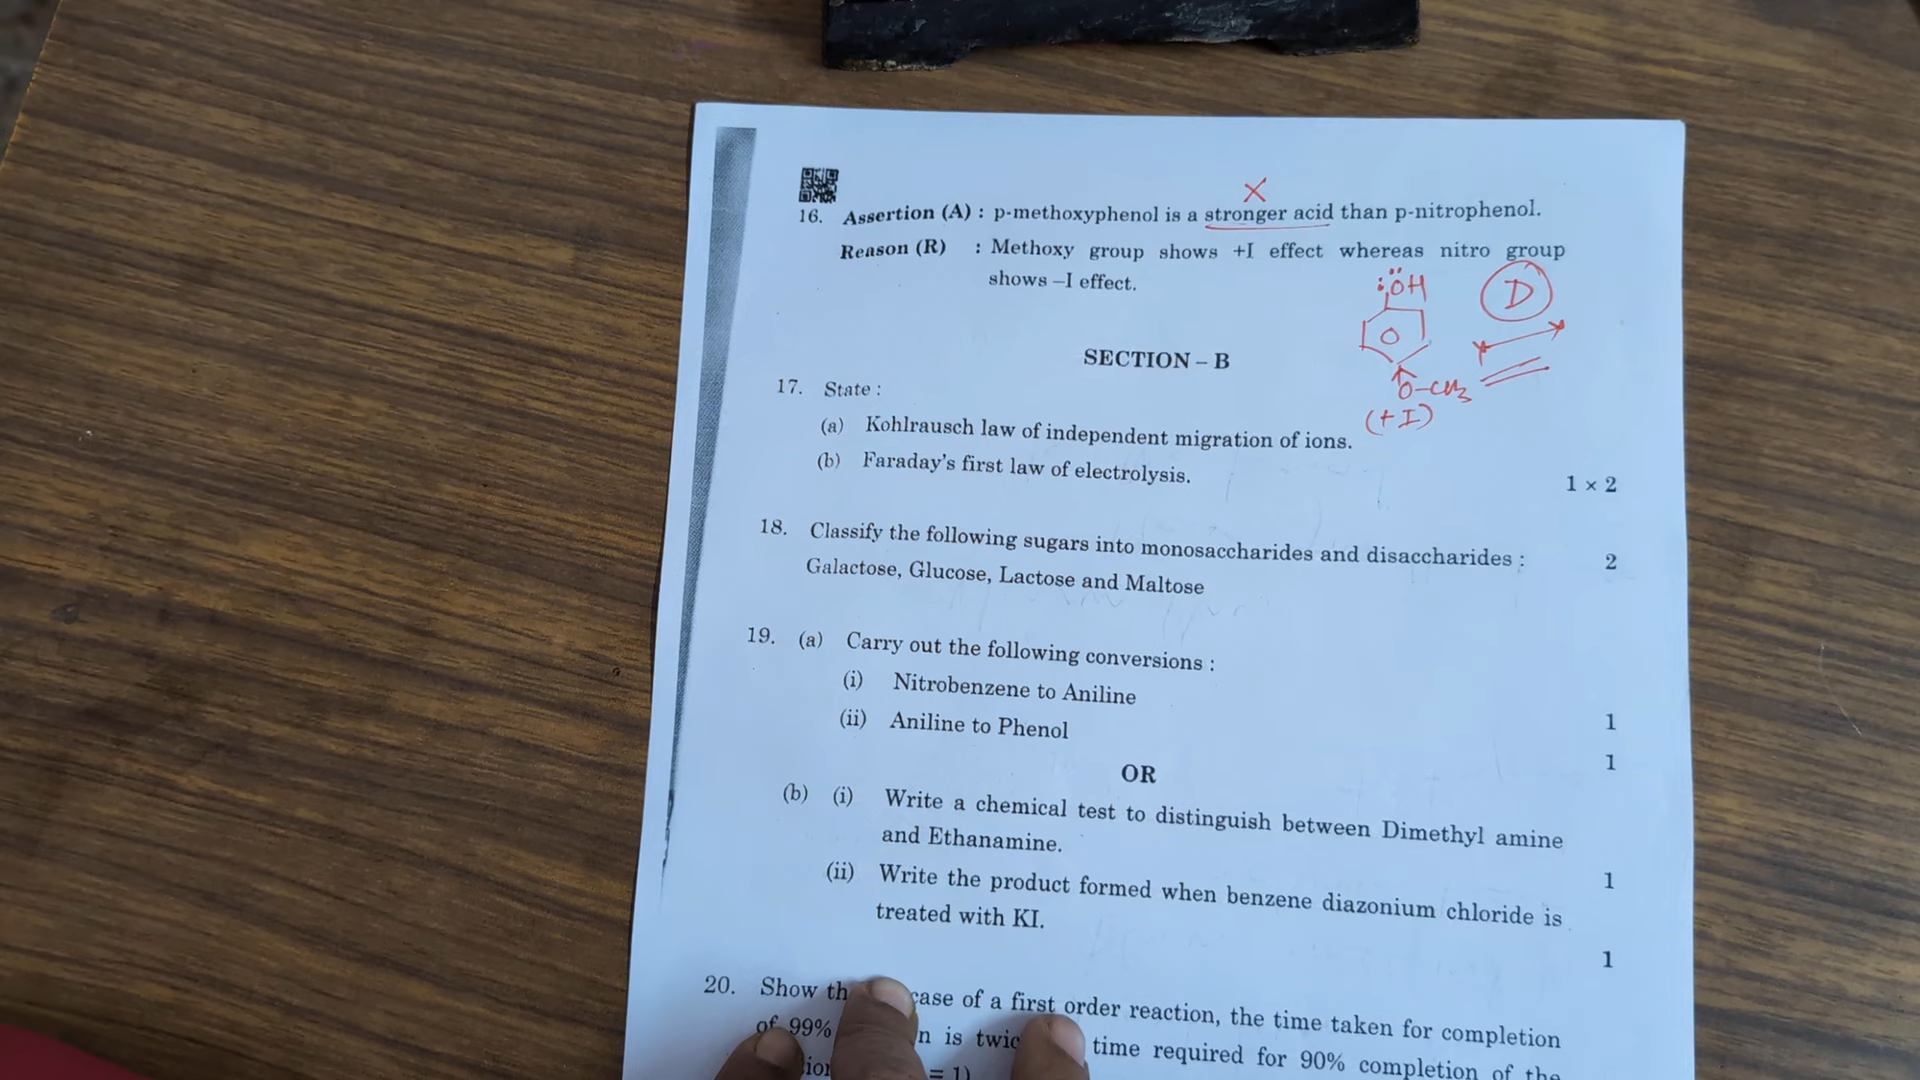 X
16. Assertion (A) : p-methoxyphenol is a stronger acid than p-nitrophenol.
Reason (R) : Methoxy group shows +I effect whereas nitro group
shows –I effect.
:ÖH
D
O
O-CH3
(+I)
SECTION – B
17. State :
(a) Kohlrausch law of independent migration of ions.
(b) Faraday's first law of electrolysis.
1 × 2
18. Classify the following sugars into monosaccharides and disaccharides : 2
Galactose, Glucose, Lactose and Maltose
19. (a) Carry out the following conversions :
(i) Nitrobenzene to Aniline 1
(ii) Aniline to Phenol 1
OR
(b) (i) Write a chemical test to distinguish between Dimethyl amine
and Ethanamine. 1
(ii) Write the product formed when benzene diazonium chloride is
treated with KI. 1
20. Show case of a first order reaction, the time taken for completion
of 99% is time required for 90% completion of the
= 1)